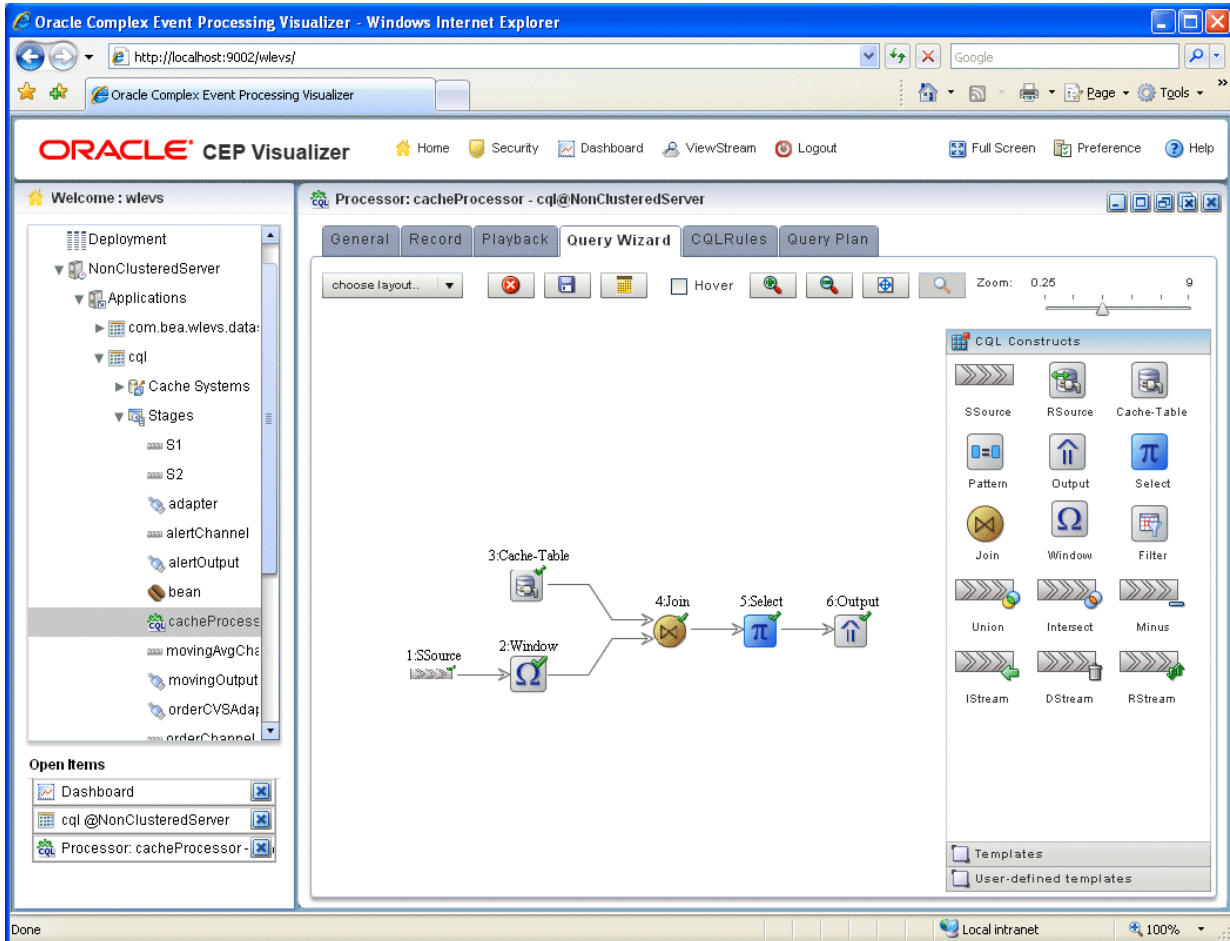 Oracle Complex Event Processing Visualizer - Windows Internet Explorer
http://localhost:9002/wlevs/
Google
Oracle Complex Event Processing Visualizer
Page
Tools
ORACLE CEP Visualizer
Home
Security
Dashboard
ViewStream
Logout
Full Screen
Preference
Help
Welcome : wlevs
Deployment
NonClusteredServer
Applications
com.bea.wlevs.data:
cql
Cache Systems
Stages
S1
S2
adapter
alertChannel
alertOutput
bean
cacheProcess
movingAvgCha
movingOutput
orderCVSAdap
orderChannel
Open Items
Dashboard
cql @NonClusteredServer
Processor: cacheProcessor -
Processor: cacheProcessor - cql@NonClusteredServer
General
Record
Playback
Query Wizard
CQLRules
Query Plan
choose layout..
Hover
Zoom:
0.25
9
3:Cache-Table
1:SSource
2:Window
4:Join
5:Select
6:Output
CQL Constructs
SSource
RSource
Cache-Table
Pattern
Output
Select
Join
Window
Filter
Union
Intersect
Minus
IStream
DStream
RStream
Templates
User-defined templates
Done
Local intranet
100%